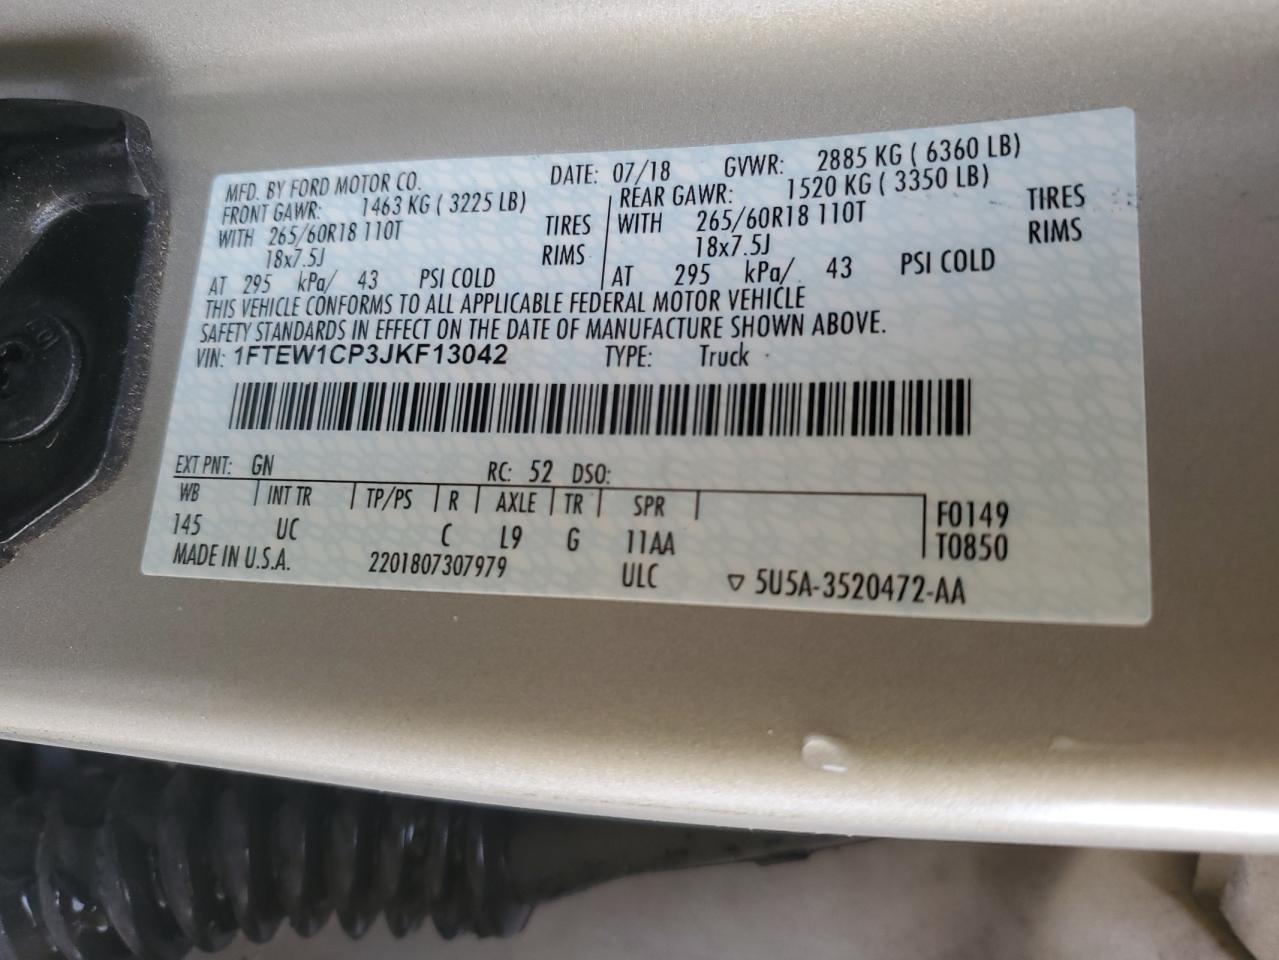 MFD. BY FORD MOTOR CO. DATE: 07/18 GVWR: 2885 KG ( 6360 LB)
FRONT GAWR: 1463 KG ( 3225 LB) REAR GAWR: 1520 KG ( 3350 LB)
WITH 265/60R18 110T TIRES WITH 265/60R18 110T TIRES
18x7.5J RIMS 18x7.5J RIMS
AT 295 kPa/ 43 PSI COLD AT 295 kPa/ 43 PSI COLD
THIS VEHICLE CONFORMS TO ALL APPLICABLE FEDERAL MOTOR VEHICLE
SAFETY STANDARDS IN EFFECT ON THE DATE OF MANUFACTURE SHOWN ABOVE.
VIN: 1FTEW1CP3JKF13042 TYPE: Truck
EXT PNT: GN RC: 52 DSO:
WB INT TR TP/PS R AXLE TR SPR F0149
145 UC C L9 G 11AA T0850
MADE IN U.S.A. 2201807307979 ULC ▽ 5U5A-3520472-AA